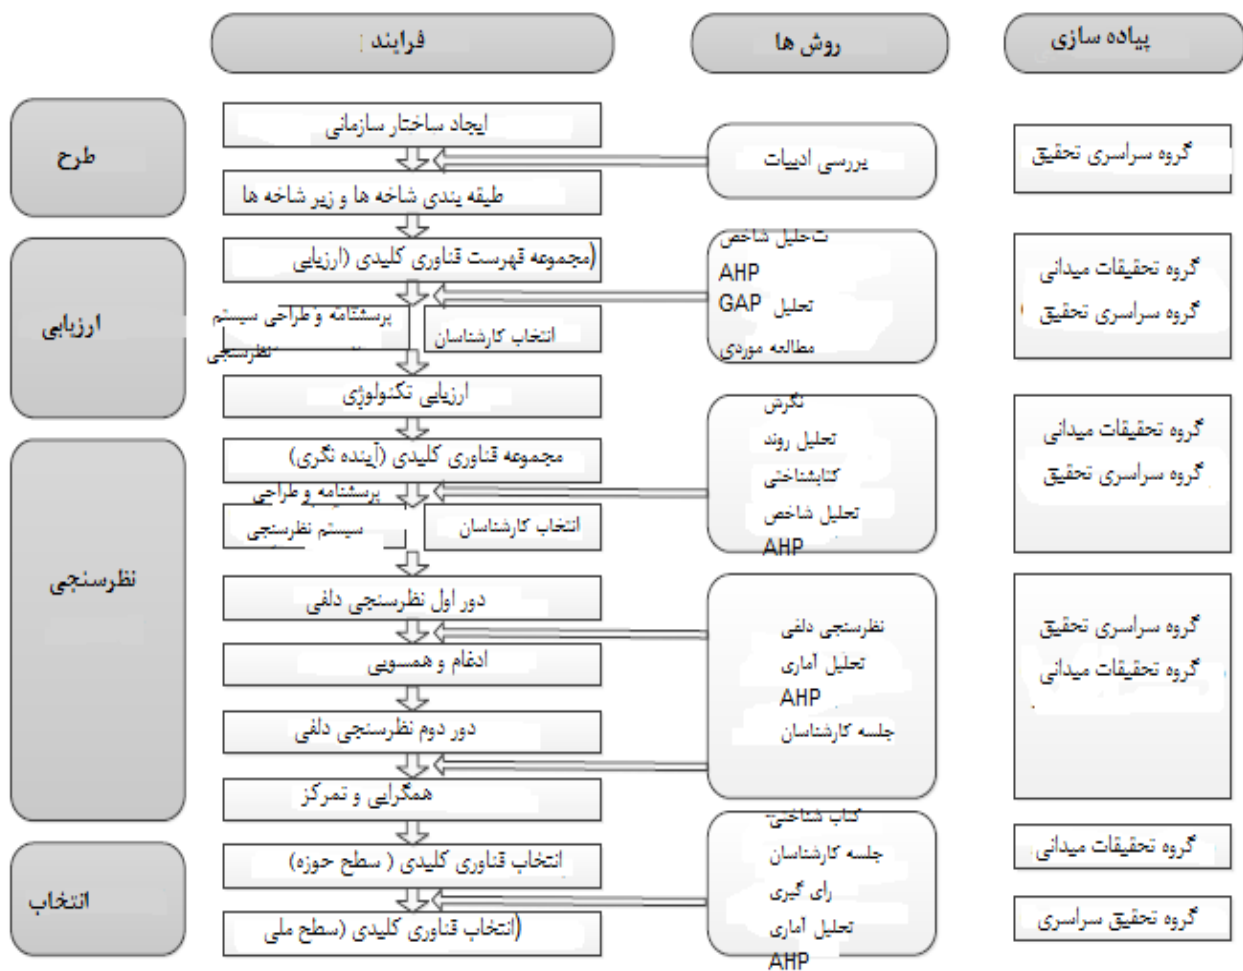 پیاده سازی
روش ها
فرایند :
طرح
ایجاد ساختار سازمانی
طبقه بندی شاخه ها و زیر شاخه ها
بررسی ادبیات
گروه سراسری تحقیق
ارزیابی
(مجموعه قهرست قناوری کلیدی (ارزیابی
پرسشنامه و طراحی سیستم
نظرسنجی
انتخاب کارشناسان
ارزیابی تکنولوژی
تحلیل شاخص
AHP
تحلیل GAP
مطالعه موردی
گروه تحقیقات میدانی
گروه سراسری تحقیق
نظرسنجی
مجموعه قناوری کلیدی (آینده نگری)
پرسشنامه و طراحی
سیستم نظرسنجی
انتخاب کارشناسان
دور اول نظرسنجی دلفی
ادغام و همسویی
دور دوم نظرسنجی دلفی
همگرایی و تمرکز
نگرش
تحلیل روند
کتابشناختی
تحلیل شاخص
AHP
گروه تحقیقات میدانی
گروه سراسری تحقیق
نظرسنجی دلفی
تحلیل آماری
AHP
جلسه کارشناسان
گروه سراسری تحقیق
گروه تحقیقات میدانی
انتخاب
انتخاب قناوری کلیدی ( سطح حوزه)
(انتخاب قناوری کلیدی (سطح ملی
کتاب شناختی-
جلسه کارشناسان
رای گیری
تحلیل آماری
AHP
گروه تحقیقات میدانی
گروه تحقیق سراسری